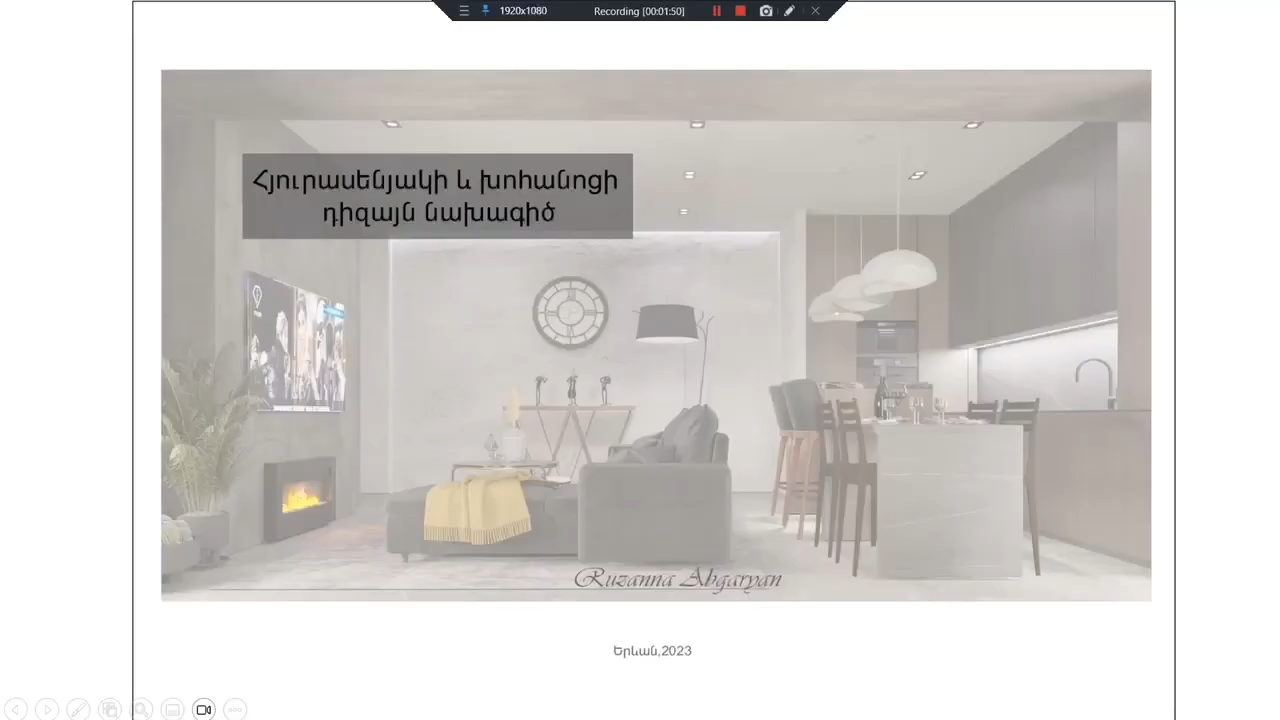 1920x1080 Recording [00:01:50]
Հյուրասենյակի և խոհանոցի
դիզայն նախագիծ
Ruzanna Abgaryan
Երևան,2023